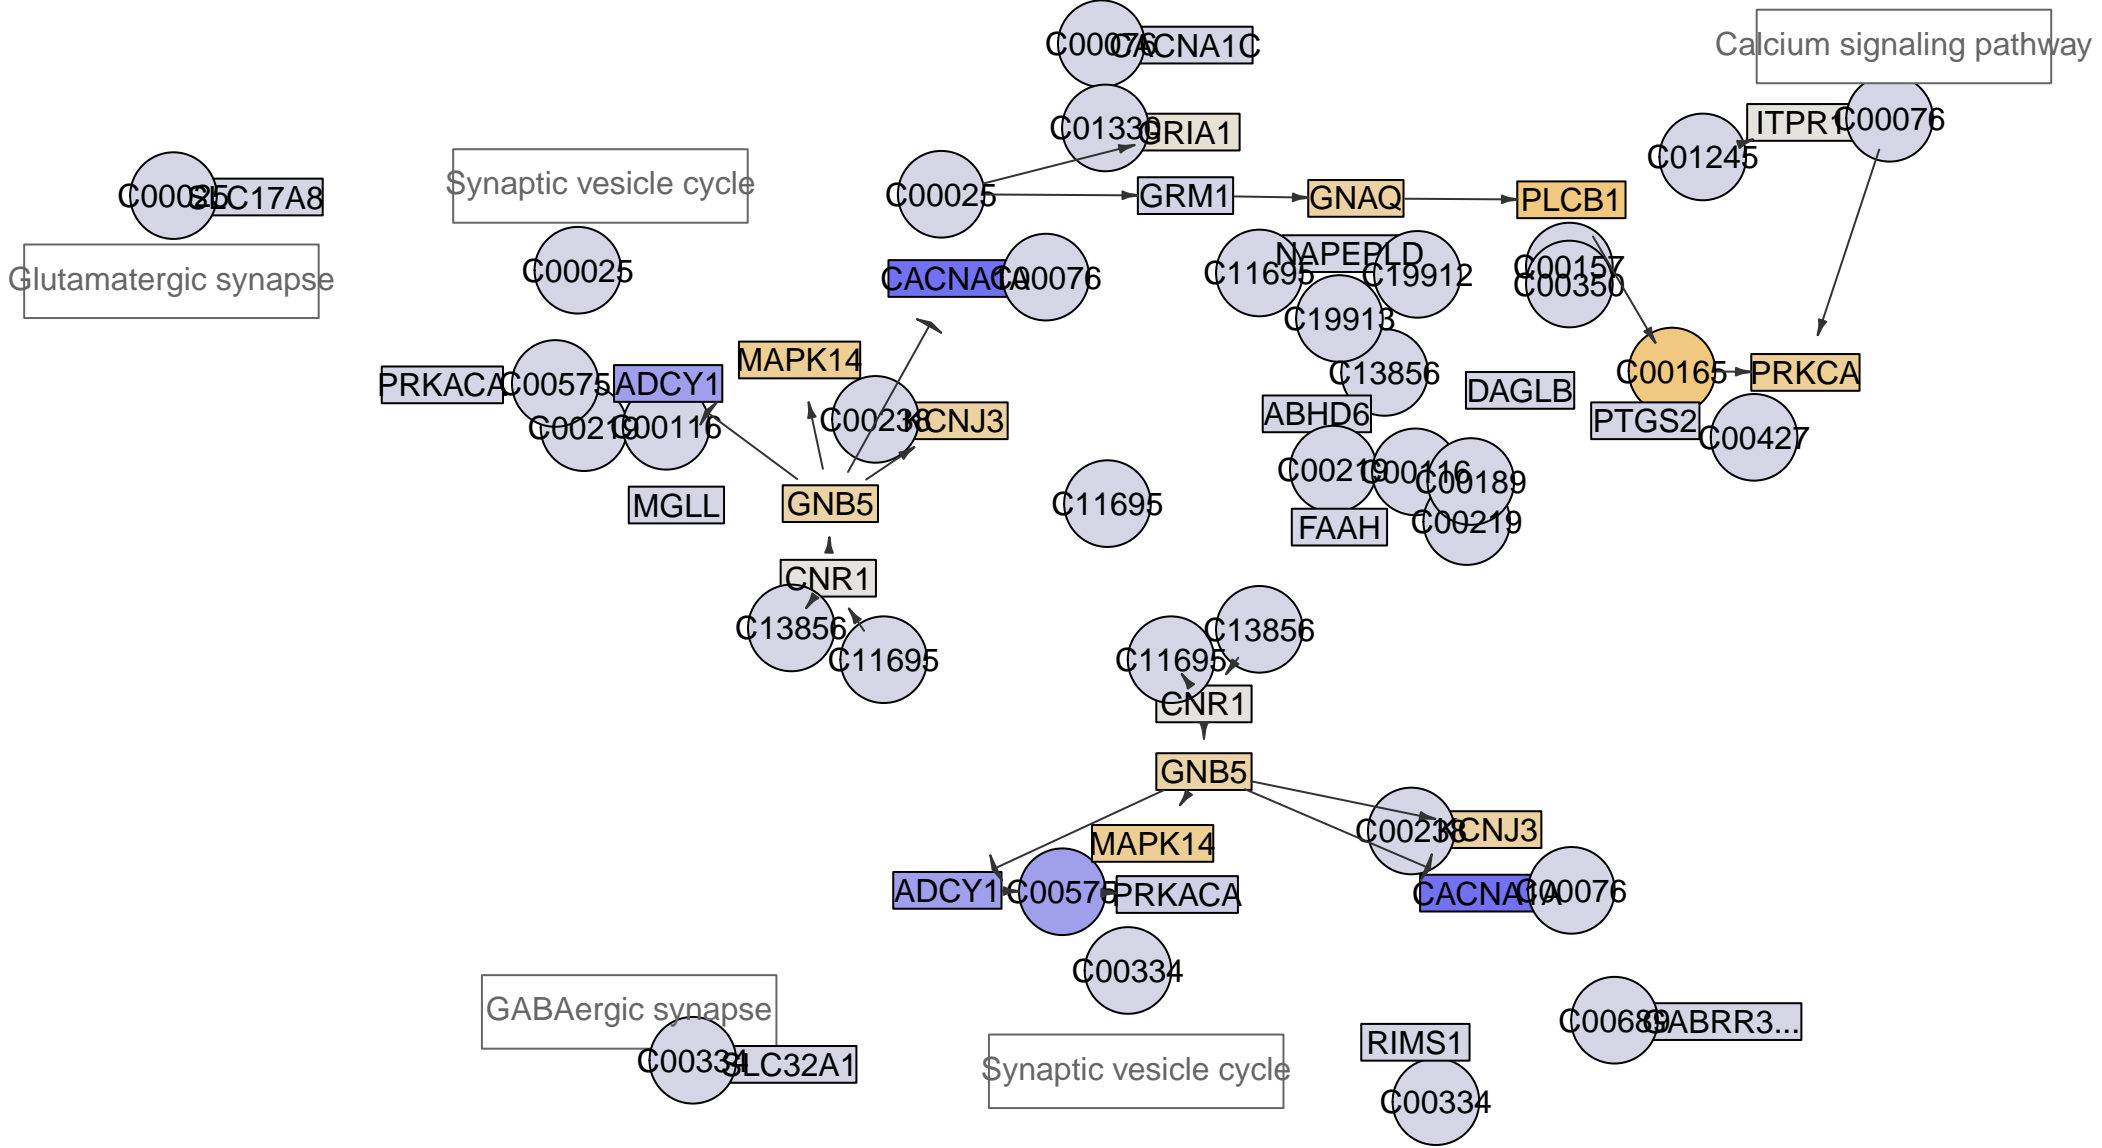 C00076
CACNA1C
Calcium signaling pathway
C01330
GRIA1
ITPR1
C00076
C01245
Synaptic vesicle cycle
C00025
SLC17A8
C00025
GRM1
GNAQ
PLCB1
Glutamatergic synapse
C00025
CACNA1A
C00076
C11695
NAPEPLD
C19912
C00157
C00350
C19913
MAPK14
PRKACA
C00575
ADCY1
C13856
DAGLB
C00165
PRKCA
C00219
C00116
C00238
KCNJ3
ABHD6
PTGS2
C00427
MGLL
GNB5
C11695
C00219
C00116
C00189
FAAH
C00219
CNR1
C13856
C11695
C11695
C13856
CNR1
GNB5
C00238
KCNJ3
MAPK14
ADCY1
C00575
PRKACA
CACNA1A
C00076
C00334
GABAergic synapse
C00334
SLC32A1
Synaptic vesicle cycle
RIMS1
C00689
GABRR3...
C00334